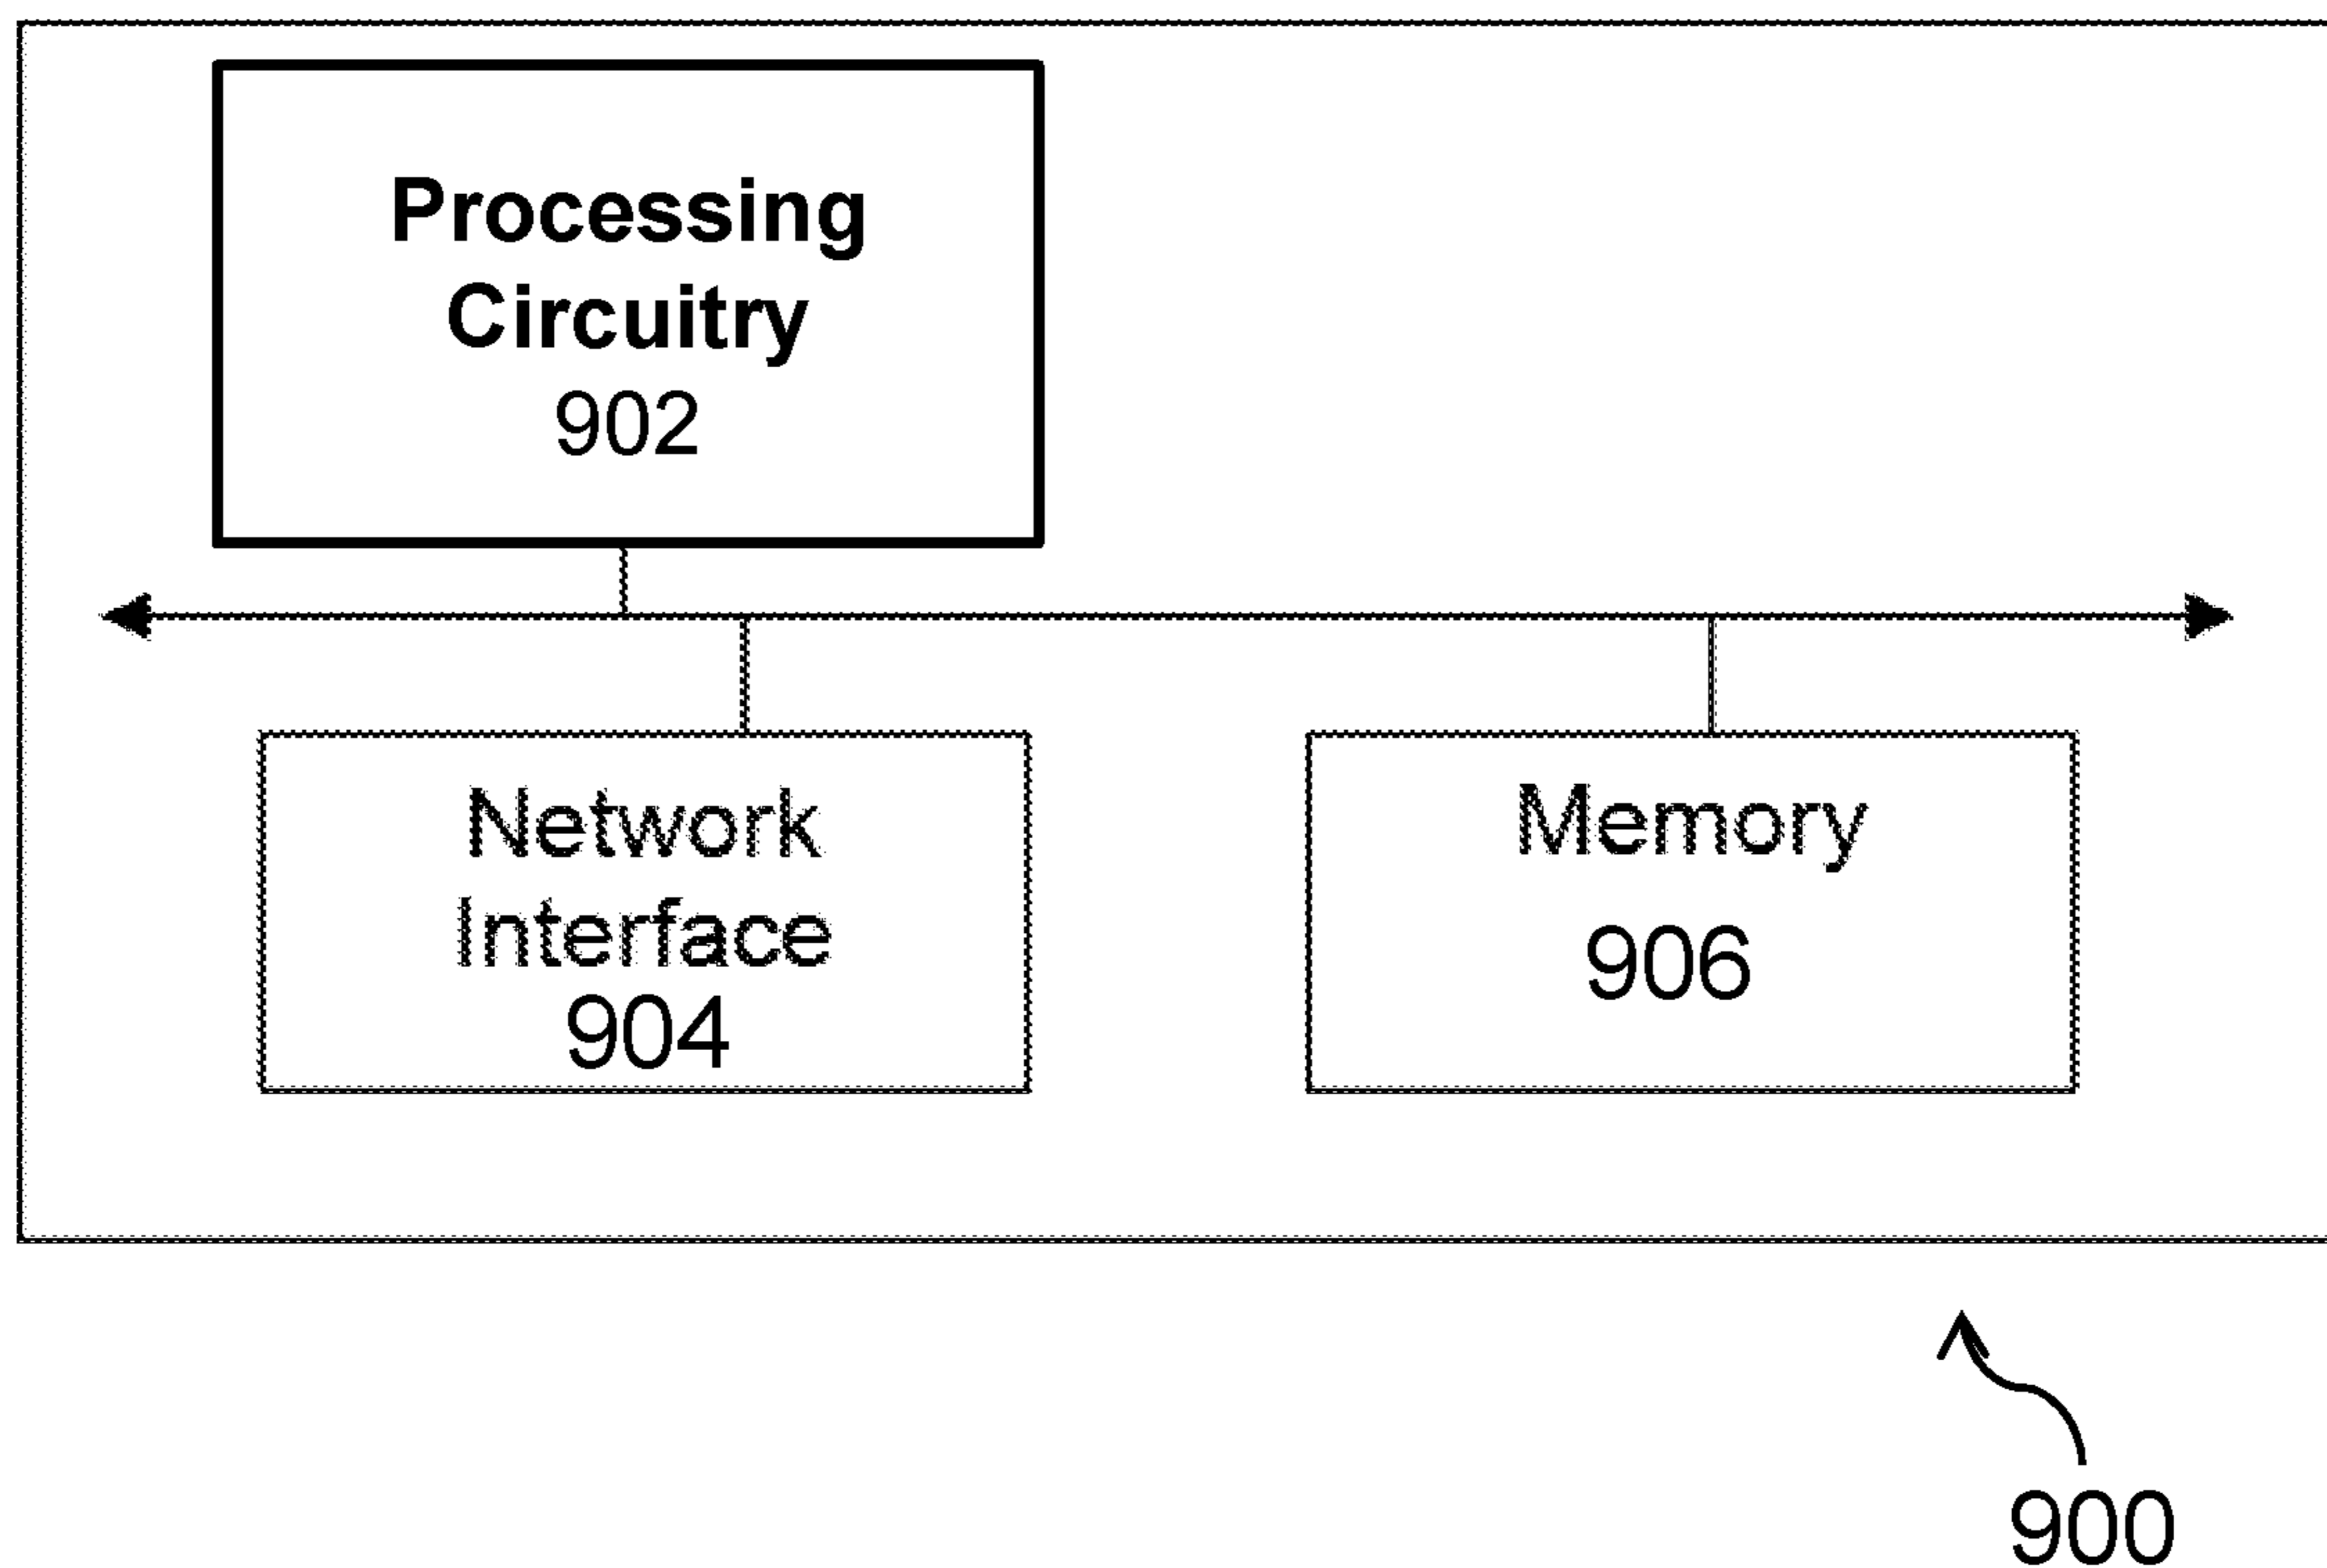 Processing
Circuitry
902
Network
Interface
904
Memory
906
900